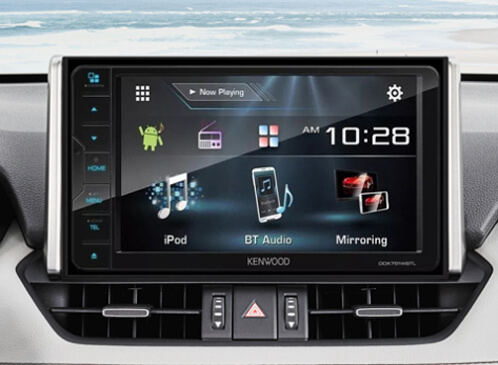 Now Playing
AM 10:28
HOME
MENU
TEL
iPod BT Audio Mirroring
KENWOOD